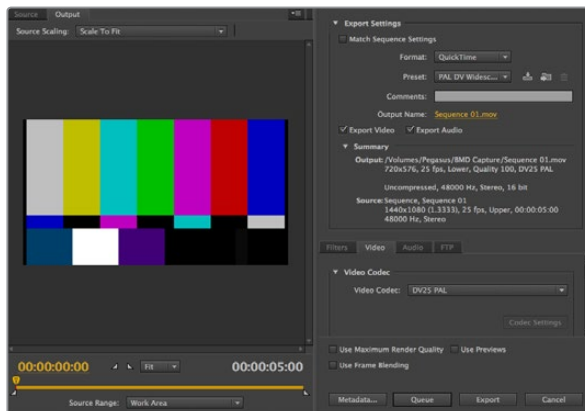 Source Output
Source Scaling: Scale To Fit
00:00:00:00 Fit 00:00:05:00
Source Range: Work Area
Export Settings
Match Sequence Settings
Format: QuickTime
Preset: PAL DV Widesc...
Comments:
Output Name: Sequence 01.mov
Export Video Export Audio
Summary
Output: /Volumes/Pegasus/BMD Capture/Sequence 01.mov
720x576, 25 fps, Lower, Quality 100, DV25 PAL
Uncompressed, 48000 Hz, Stereo, 16 bit
Source: Sequence, Sequence 01
1440x1080 (1.3333), 25 fps, Upper, 00:00:05:00
48000 Hz, Stereo
Filters Video Audio FTP
Video Codec
Video Codec: DV25 PAL
Codec Settings
Use Maximum Render Quality Use Previews
Use Frame Blending
Metadata... Queue Export Cancel